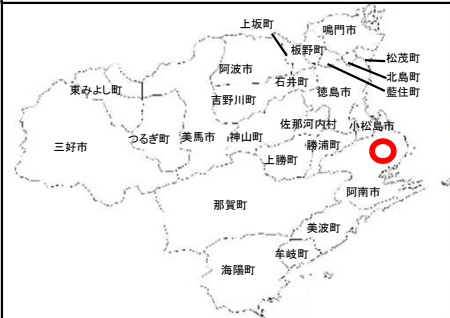 鳴門市
上坂町
板野町
松茂町
北島町
藍住町
阿波市
石井町
徳島市
東みよし町
吉野川町
佐那河内村
小松島市
つるぎ町
美馬市
神山町
勝浦町
三好市
上勝町
阿南市
那賀町
美波町
牟岐町
海陽町